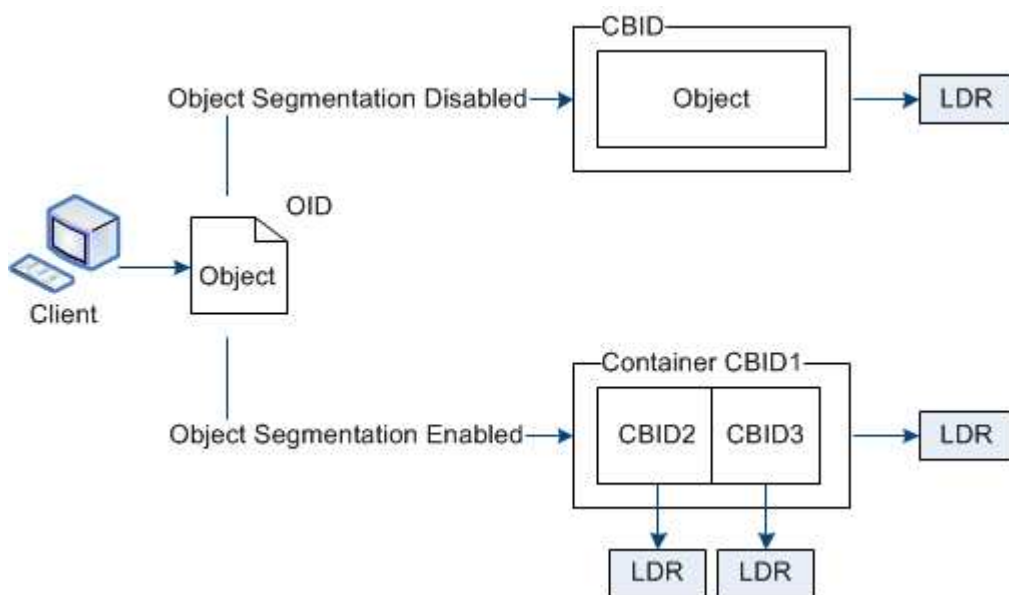 CBID
Object Segmentation Disabled
Object
LDR
OID
Object
Client
Container CBID1
Object Segmentation Enabled
CBID2
CBID3
LDR
LDR
LDR